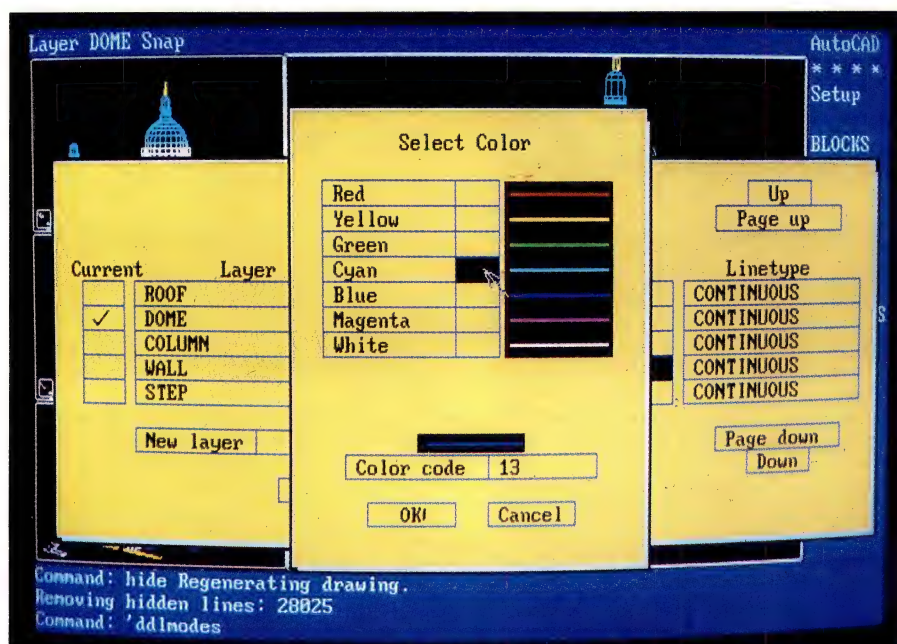 Layer DOME Snap
AutoCAD
* * * *
Setup
BLOCKS
Select Color
Red
Yellow
Green
Cyan
Blue
Magenta
White
Color code 13
OK!
Cancel
Current Layer
ROOF
DOME
COLUMN
WALL
STEP
New layer
Up
Page up
Linetype
CONTINUOUS
CONTINUOUS
CONTINUOUS
CONTINUOUS
CONTINUOUS
Page down
Down
S
Command: hide Regenerating drawing.
Removing hidden lines: 28025
Command: 'ddlmodes